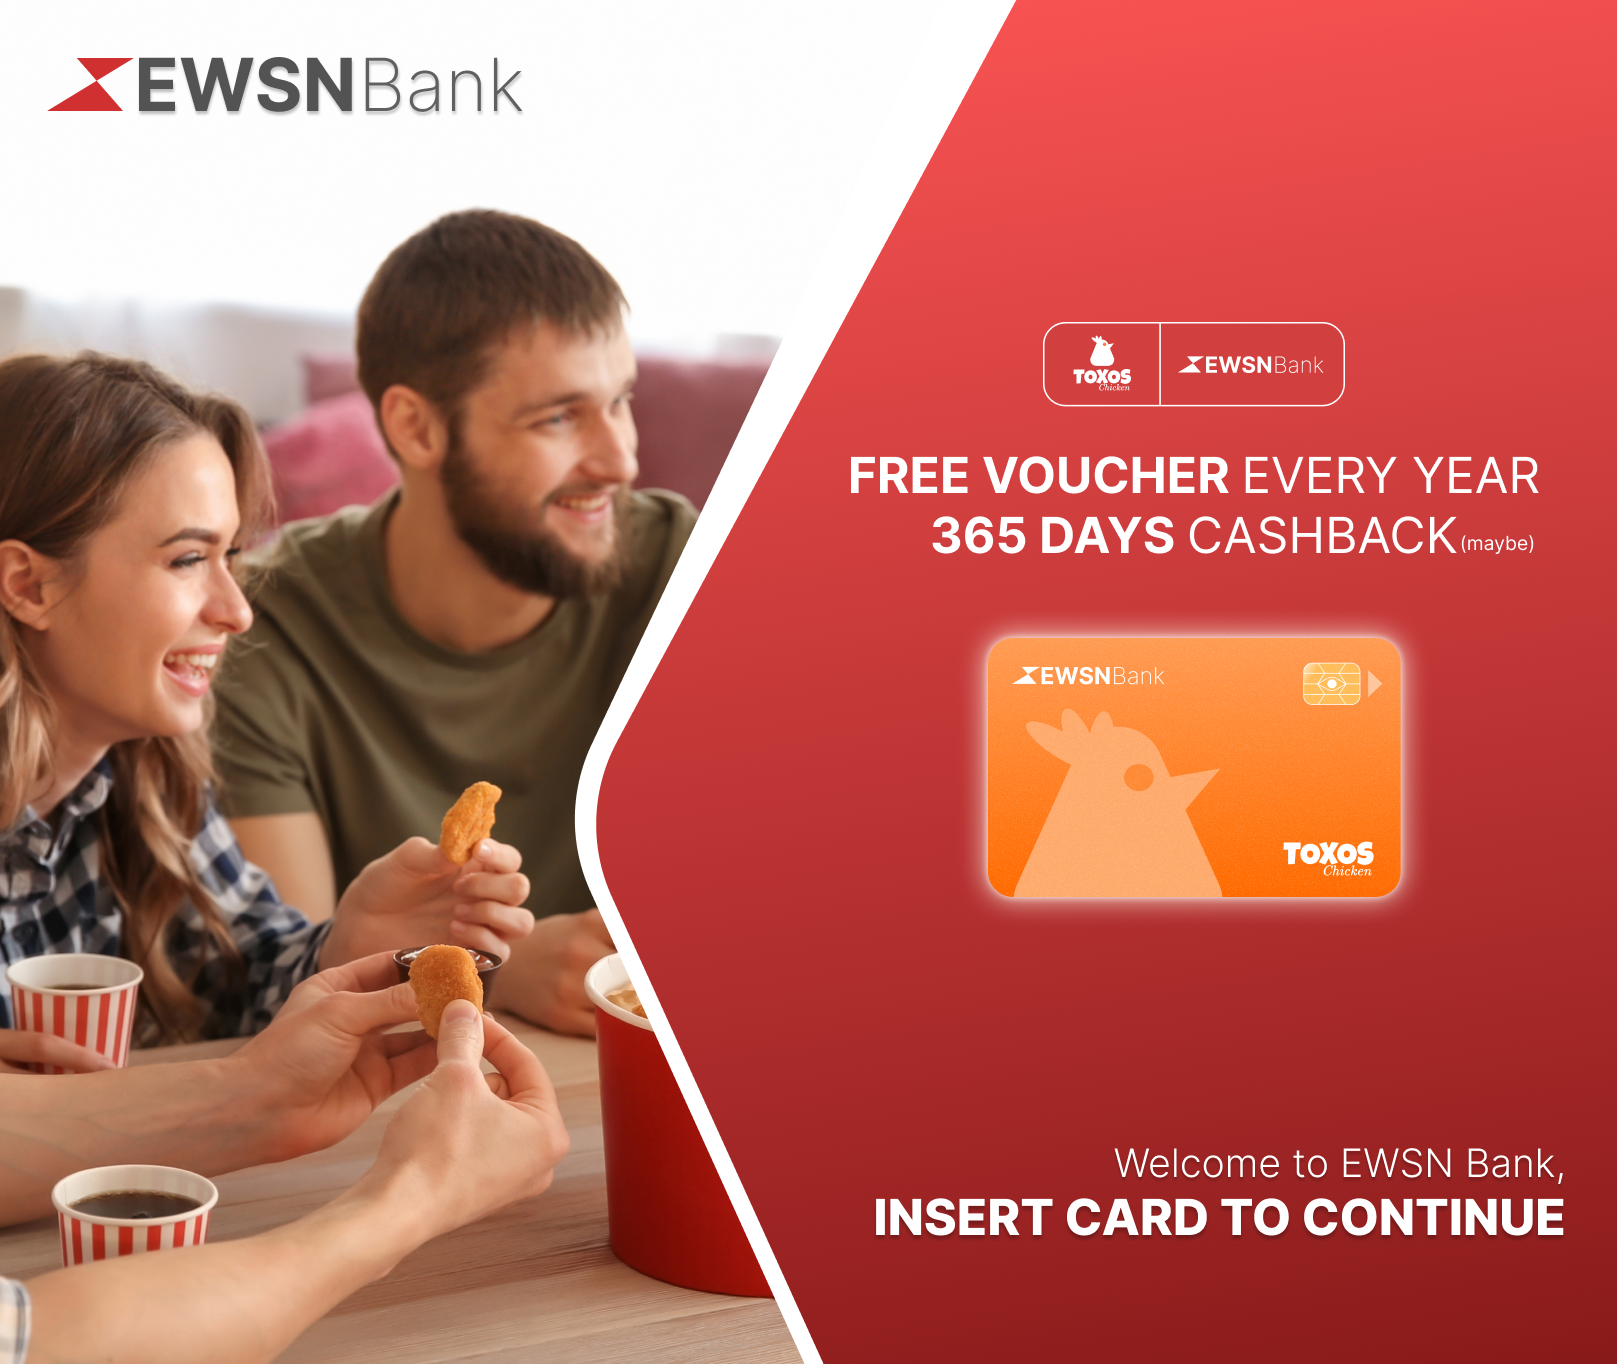 EWSNBank
TOXOS
Chicken
EWSNBank
FREE VOUCHER EVERY YEAR
365 DAYS CASHBACK(maybe)
EWSNBank
TOXOS
Chicken
Welcome to EWSN Bank,
INSERT CARD TO CONTINUE